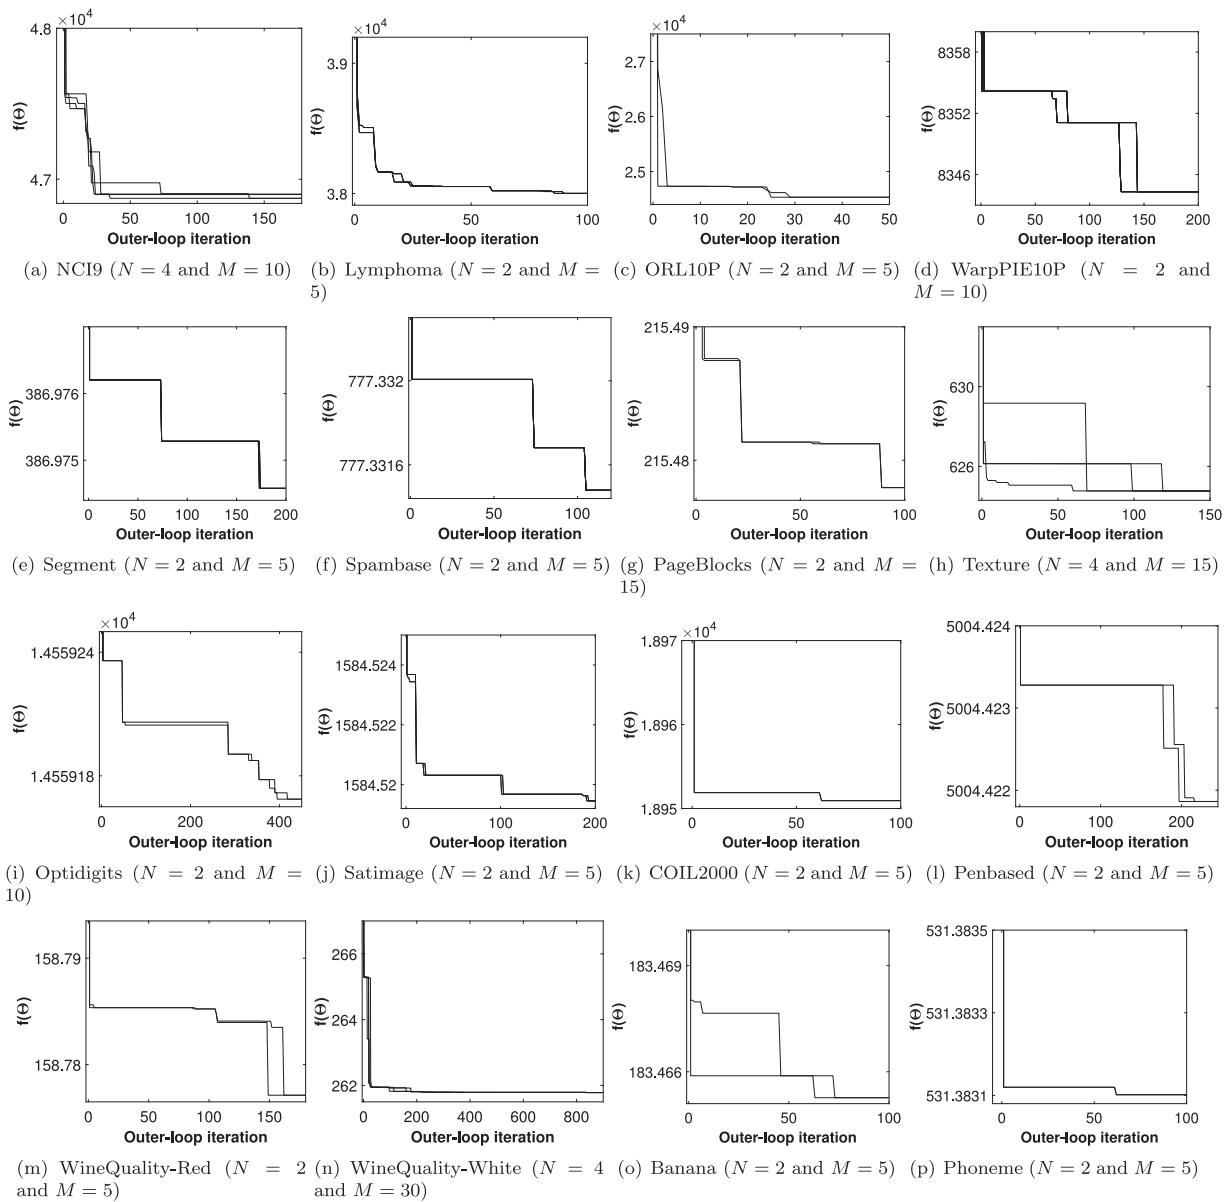 ×10⁴
4.8
4.7
f(Θ)
0 50 100 150
Outer-loop iteration
(a) NCI9 (N = 4 and M = 10)
×10⁴
3.9
3.8
f(Θ)
0 50 100
Outer-loop iteration
(b) Lymphoma (N = 2 and M =
5)
×10⁴
2.7
2.6
2.5
f(Θ)
0 10 20 30 40 50
Outer-loop iteration
(c) ORL10P (N = 2 and M = 5)
8358
8352
8346
f(Θ)
0 50 100 150 200
Outer-loop iteration
(d) WarpPIE10P (N = 2 and
M = 10)
386.976
386.975
f(Θ)
0 50 100 150 200
Outer-loop iteration
(e) Segment (N = 2 and M = 5)
777.332
777.3316
f(Θ)
0 50 100
Outer-loop iteration
(f) Spambase (N = 2 and M = 5)
215.49
215.48
f(Θ)
0 50 100
Outer-loop iteration
(g) PageBlocks (N = 2 and M =
15)
630
626
f(Θ)
0 50 100 150
Outer-loop iteration
(h) Texture (N = 4 and M = 15)
×10⁴
1.455924
1.455918
f(Θ)
0 200 400
Outer-loop iteration
(i) Optidigits (N = 2 and M =
10)
1584.524
1584.522
1584.52
f(Θ)
0 100 200
Outer-loop iteration
(j) Satimage (N = 2 and M = 5)
×10⁴
1.897
1.896
1.895
f(Θ)
0 50 100
Outer-loop iteration
(k) COIL2000 (N = 2 and M = 5)
5004.424
5004.423
5004.422
f(Θ)
0 100 200
Outer-loop iteration
(l) Penbased (N = 2 and M = 5)
158.79
158.78
f(Θ)
0 50 100 150
Outer-loop iteration
(m) WineQuality-Red (N = 2
and M = 5)
266
264
262
f(Θ)
0 200 400 600 800
Outer-loop iteration
(n) WineQuality-White (N = 4
and M = 30)
183.469
183.466
f(Θ)
0 50 100
Outer-loop iteration
(o) Banana (N = 2 and M = 5)
531.3835
531.3833
531.3831
f(Θ)
0 50 100
Outer-loop iteration
(p) Phoneme (N = 2 and M = 5)